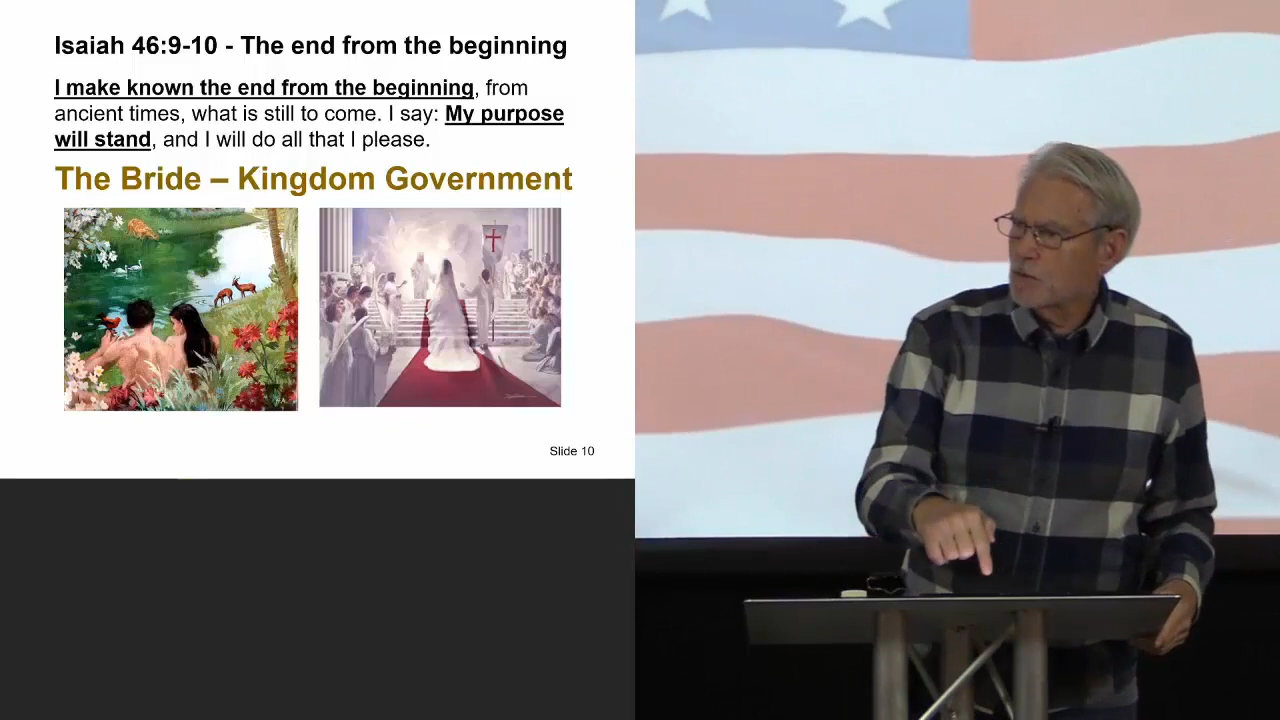 Isaiah 46:9-10 - The end from the beginning
I make known the end from the beginning, from
ancient times, what is still to come. I say: My purpose
will stand, and I will do all that I please.
The Bride – Kingdom Government
Slide 10